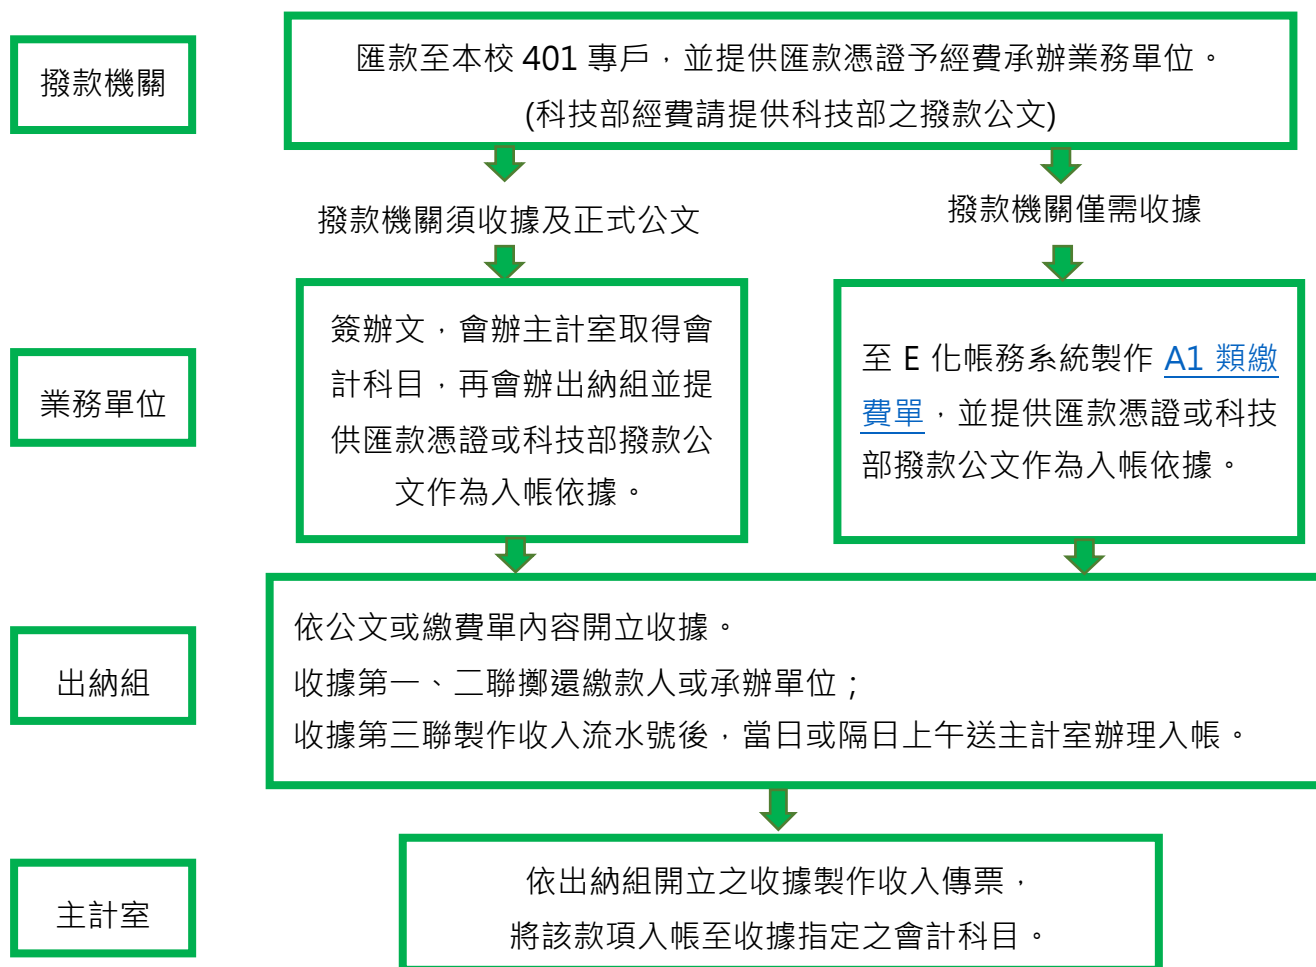 撥款機關
匯款至本校 401 專戶，並提供匯款憑證予經費承辦業務單位。
(科技部經費請提供科技部之撥款公文)
撥款機關須收據及正式公文
撥款機關僅需收據
業務單位
簽辦文，會辦主計室取得會
計科目，再會辦出納組並提
供匯款憑證或科技部撥款公
文作為入帳依據。
至 E 化帳務系統製作 A1 類繳
費單，並提供匯款憑證或科技
部撥款公文作為入帳依據。
出納組
依公文或繳費單內容開立收據。
收據第一、二聯擲還繳款人或承辦單位；
收據第三聯製作收入流水號後，當日或隔日上午送主計室辦理入帳。
主計室
依出納組開立之收據製作收入傳票，
將該款項入帳至收據指定之會計科目。